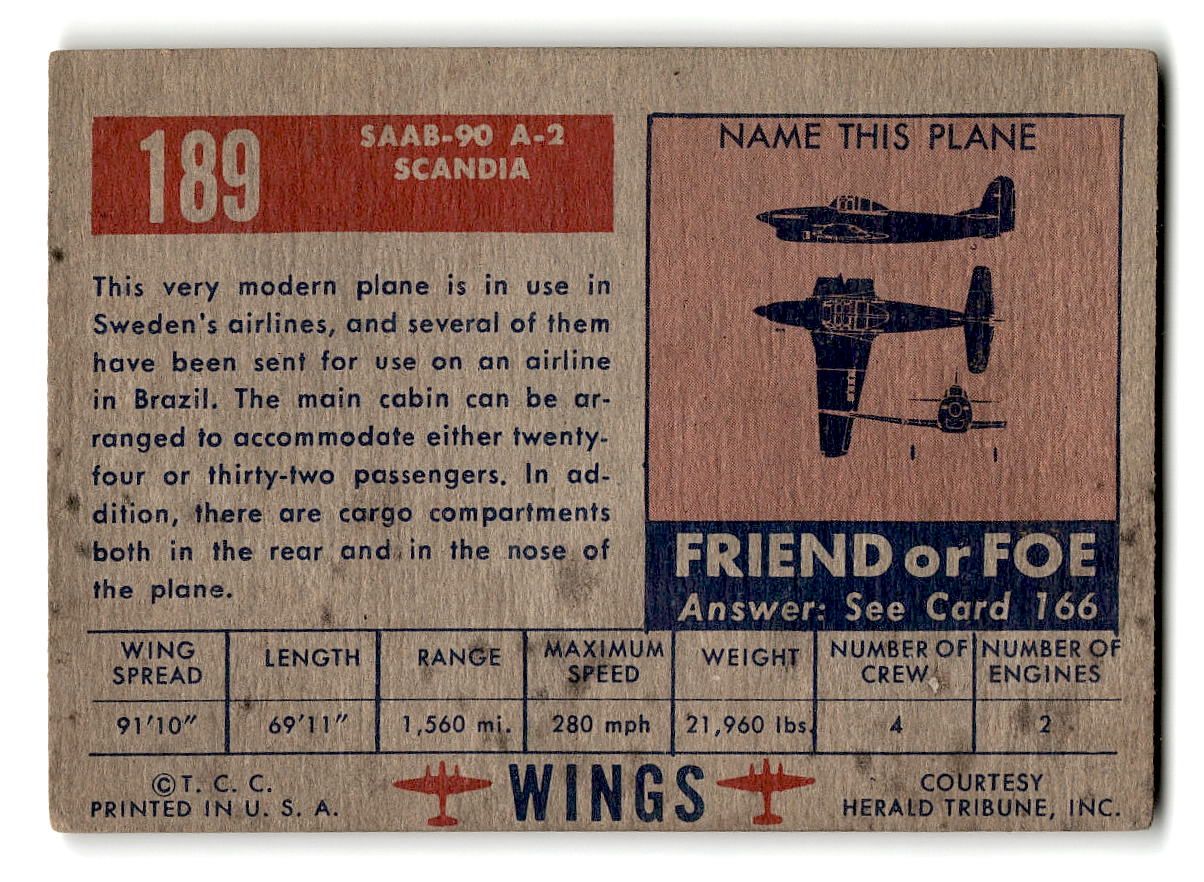 189
SAAB-90 A-2
SCANDIA
This very modern plane is in use in
Sweden's airlines, and several of them
have been sent for use on an airline
in Brazil. The main cabin can be ar-
ranged to accommodate either twenty-
four or thirty-two passengers. In ad-
dition, there are cargo compartments
both in the rear and in the nose of
the plane.
NAME THIS PLANE
FRIEND or FOE
Answer: See Card 166
WING SPREAD
LENGTH
RANGE
MAXIMUM SPEED
WEIGHT
NUMBER OF CREW
NUMBER OF ENGINES
91'10"
69'11"
1,560 mi.
280 mph
21,960 lbs.
4
2
©T. C. C.
PRINTED IN U. S. A.
WINGS
COURTESY
HERALD TRIBUNE, INC.